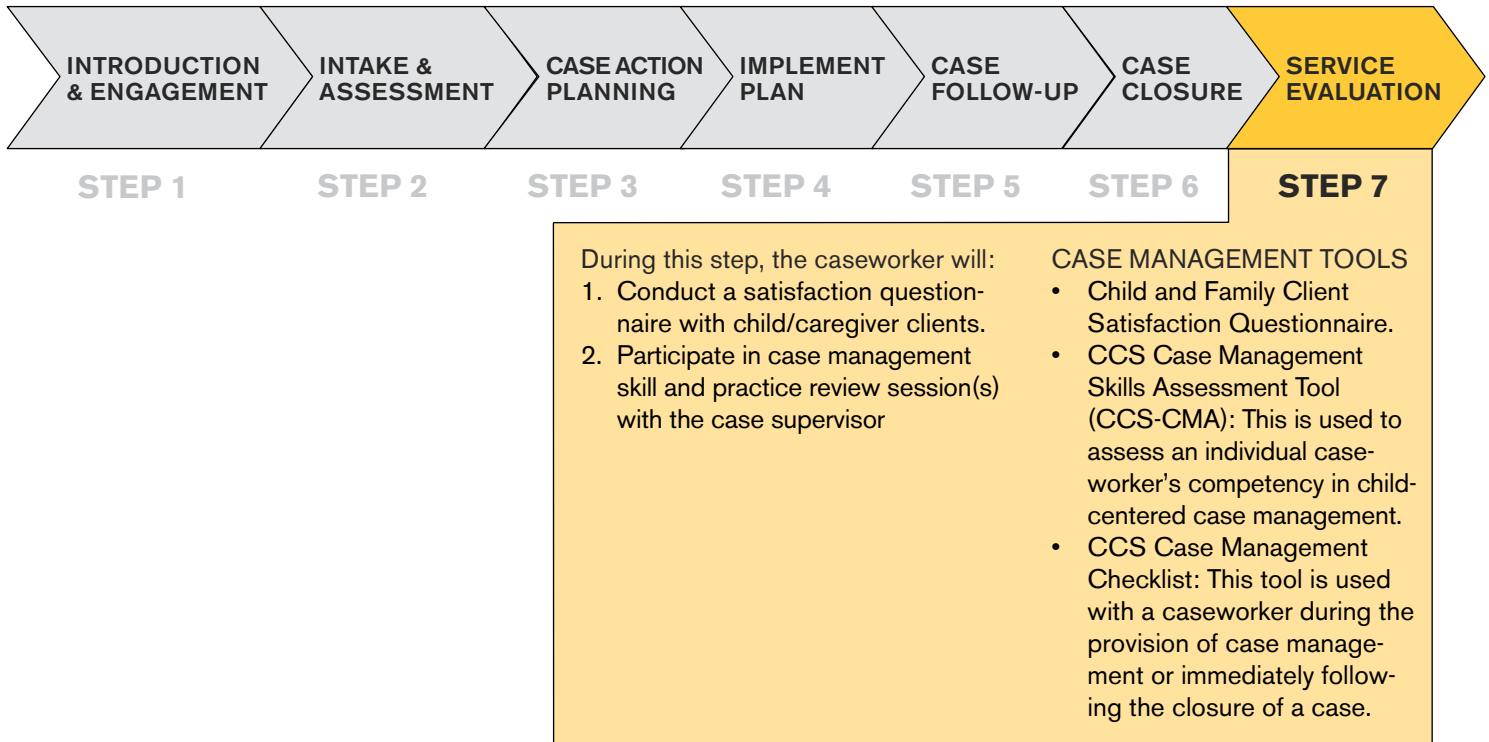 INTRODUCTION
& ENGAGEMENT
INTAKE &
ASSESSMENT
CASE ACTION
PLANNING
IMPLEMENT
PLAN
CASE
FOLLOW-UP
CASE
CLOSURE
SERVICE
EVALUATION
STEP 1
STEP 2
STEP 3
STEP 4
STEP 5
STEP 6
STEP 7
During this step, the caseworker will:
1. Conduct a satisfaction question-
naire with child/caregiver clients.
2. Participate in case management
skill and practice review session(s)
with the case supervisor
CASE MANAGEMENT TOOLS
• Child and Family Client
Satisfaction Questionnaire.
• CCS Case Management
Skills Assessment Tool
(CCS-CMA): This is used to
assess an individual case-
worker's competency in child-
centered case management.
• CCS Case Management
Checklist: This tool is used
with a caseworker during the
provision of case manage-
ment or immediately follow-
ing the closure of a case.